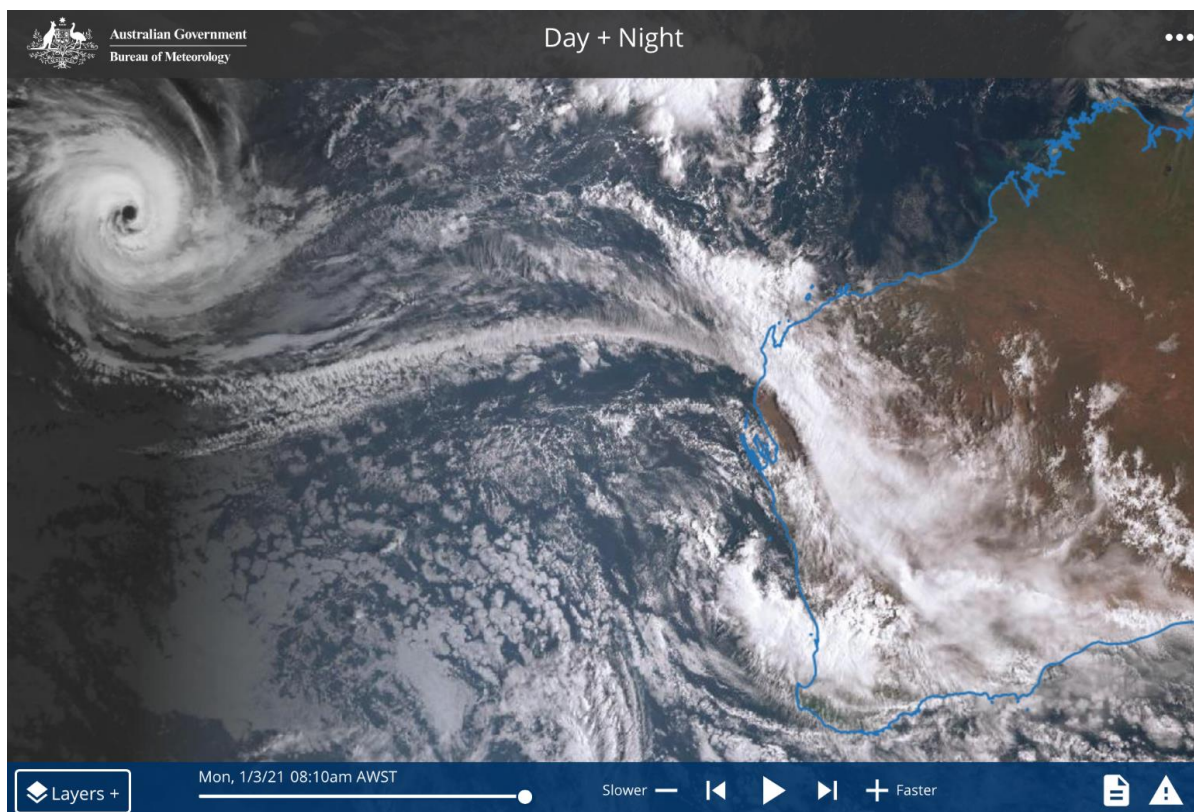 Australian Government
Bureau of Meteorology
Day + Night
Mon, 1/3/21 08:10am AWST
Layers +
Slower
Faster